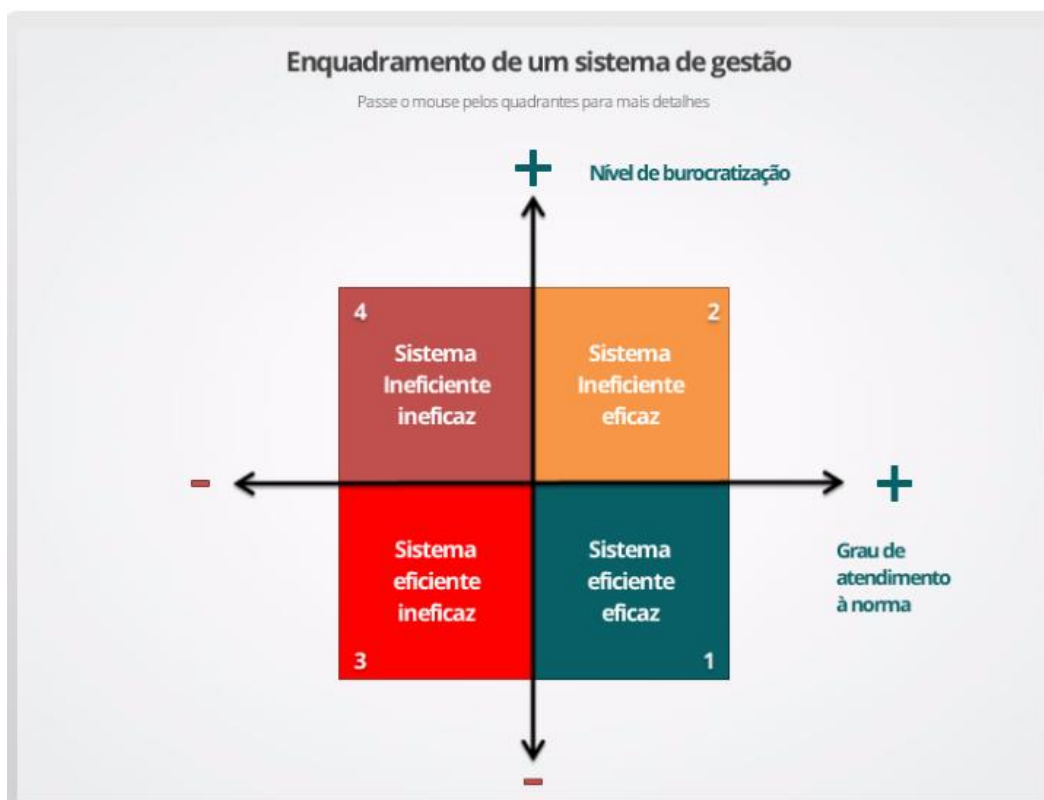 Enquadramento de um sistema de gestão
Passe o mouse pelos quadrantes para mais detalhes
+
Nível de burocratização
4
Sistema
Ineficiente
ineficaz
2
Sistema
Ineficiente
eficaz
-
+
Grau de
atendimento
à norma
Sistema
eficiente
ineficaz
3
Sistema
eficiente
eficaz
1
-